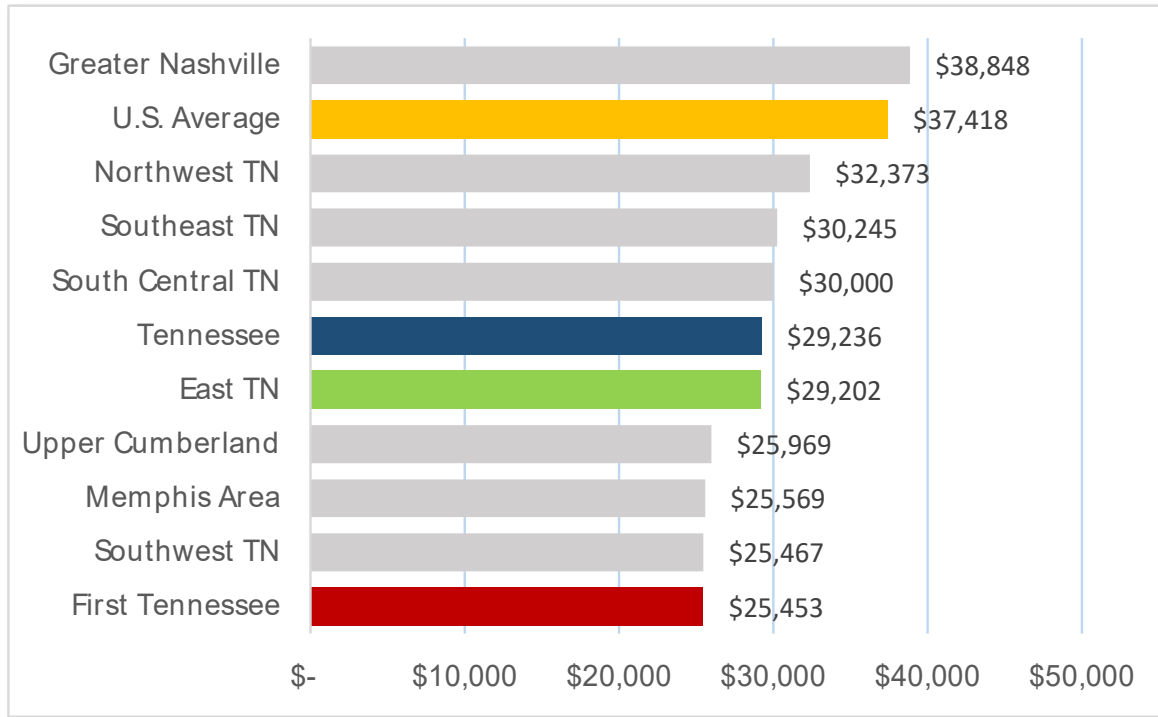 Greater Nashville $38,848
U.S. Average $37,418
Northwest TN $32,373
Southeast TN $30,245
South Central TN $30,000
Tennessee $29,236
East TN $29,202
Upper Cumberland $25,969
Memphis Area $25,569
Southwest TN $25,467
First Tennessee $25,453
$- $10,000 $20,000 $30,000 $40,000 $50,000